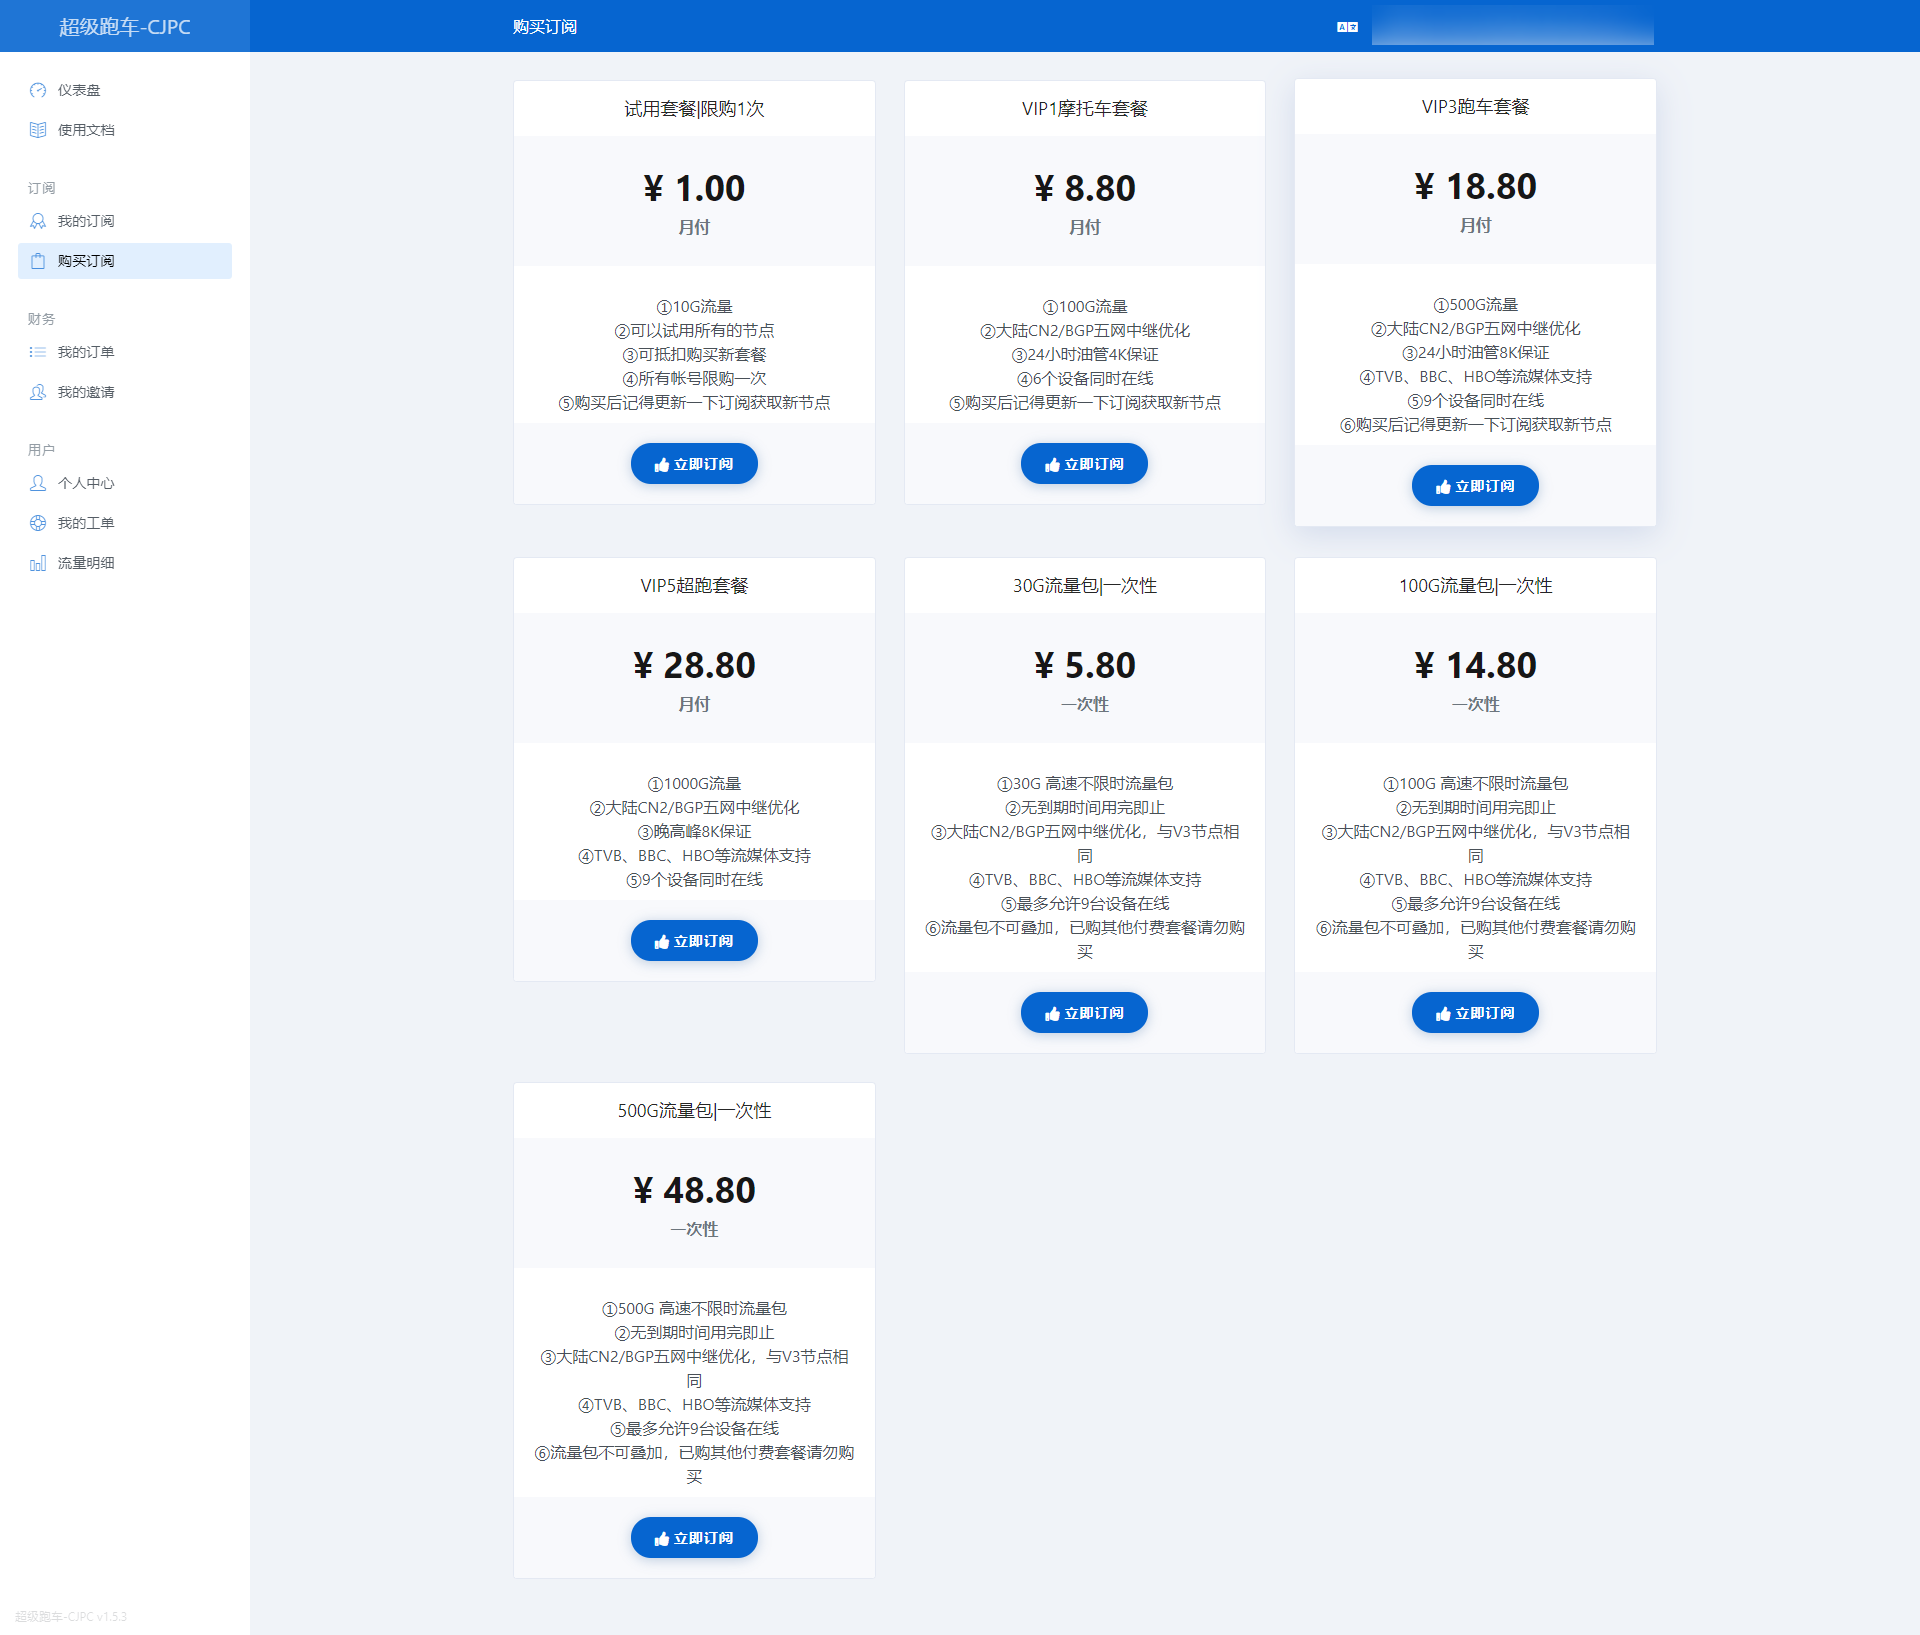 超级跑车-CJPC
购买订阅
仪表盘
使用文档
订阅
我的订阅
购买订阅
财务
我的订单
我的邀请
用户
个人中心
我的工单
流量明细
试用套餐|限购1次
¥ 1.00
月付
①10G流量
②可以试用所有的节点
③可抵扣购买新套餐
④所有帐号限购一次
⑤购买后记得更新一下订阅获取新节点
立即订阅
VIP1摩托车套餐
¥ 8.80
月付
①100G流量
②大陆CN2/BGP五网中继优化
③24小时油管4K保证
④6个设备同时在线
⑤购买后记得更新一下订阅获取新节点
立即订阅
VIP3跑车套餐
¥ 18.80
月付
①500G流量
②大陆CN2/BGP五网中继优化
③24小时油管8K保证
④TVB、BBC、HBO等流媒体支持
⑤9个设备同时在线
⑥购买后记得更新一下订阅获取新节点
立即订阅
VIP5超跑套餐
¥ 28.80
月付
①1000G流量
②大陆CN2/BGP五网中继优化
③晚高峰8K保证
④TVB、BBC、HBO等流媒体支持
⑤9个设备同时在线
立即订阅
30G流量包|一次性
¥ 5.80
一次性
①30G 高速不限时流量包
②无到期时间用完即止
③大陆CN2/BGP五网中继优化，与V3节点相
同
④TVB、BBC、HBO等流媒体支持
⑤最多允许9台设备在线
⑥流量包不可叠加，已购其他付费套餐请勿购
买
立即订阅
100G流量包|一次性
¥ 14.80
一次性
①100G 高速不限时流量包
②无到期时间用完即止
③大陆CN2/BGP五网中继优化，与V3节点相
同
④TVB、BBC、HBO等流媒体支持
⑤最多允许9台设备在线
⑥流量包不可叠加，已购其他付费套餐请勿购
买
立即订阅
500G流量包|一次性
¥ 48.80
一次性
①500G 高速不限时流量包
②无到期时间用完即止
③大陆CN2/BGP五网中继优化，与V3节点相
同
④TVB、BBC、HBO等流媒体支持
⑤最多允许9台设备在线
⑥流量包不可叠加，已购其他付费套餐请勿购
买
立即订阅
超级跑车-CJPC v1.5.3